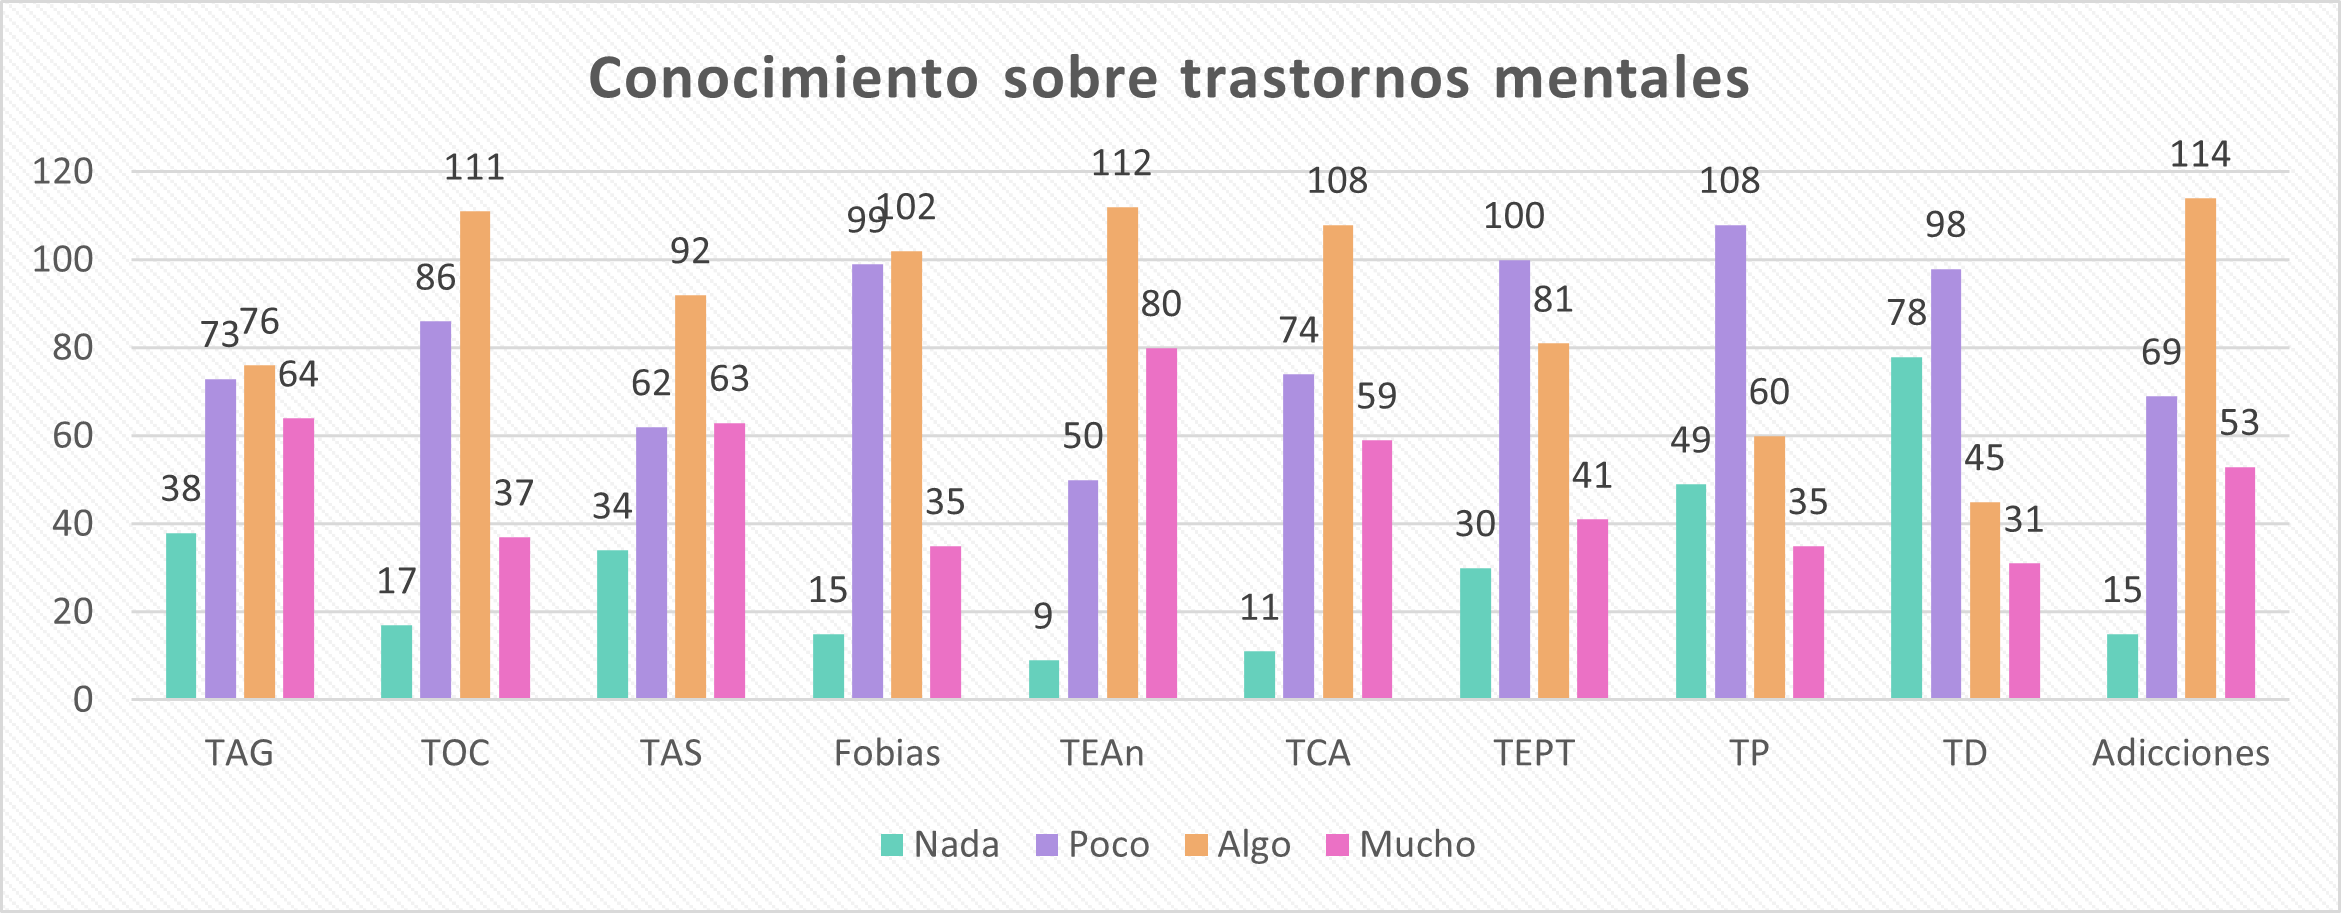 Conocimiento sobre trastornos mentales
120
100
80
60
40
20
0
38 73 76 64
17 86 111 37
34 62 92 63
15 99 102 35
9 50 112 80
11 74 108 59
30 100 81 41
49 108 60 35
78 98 45 31
15 69 114 53
TAG TOC TAS Fobias TEAn TCA TEPT TP TD Adicciones
Nada Poco Algo Mucho